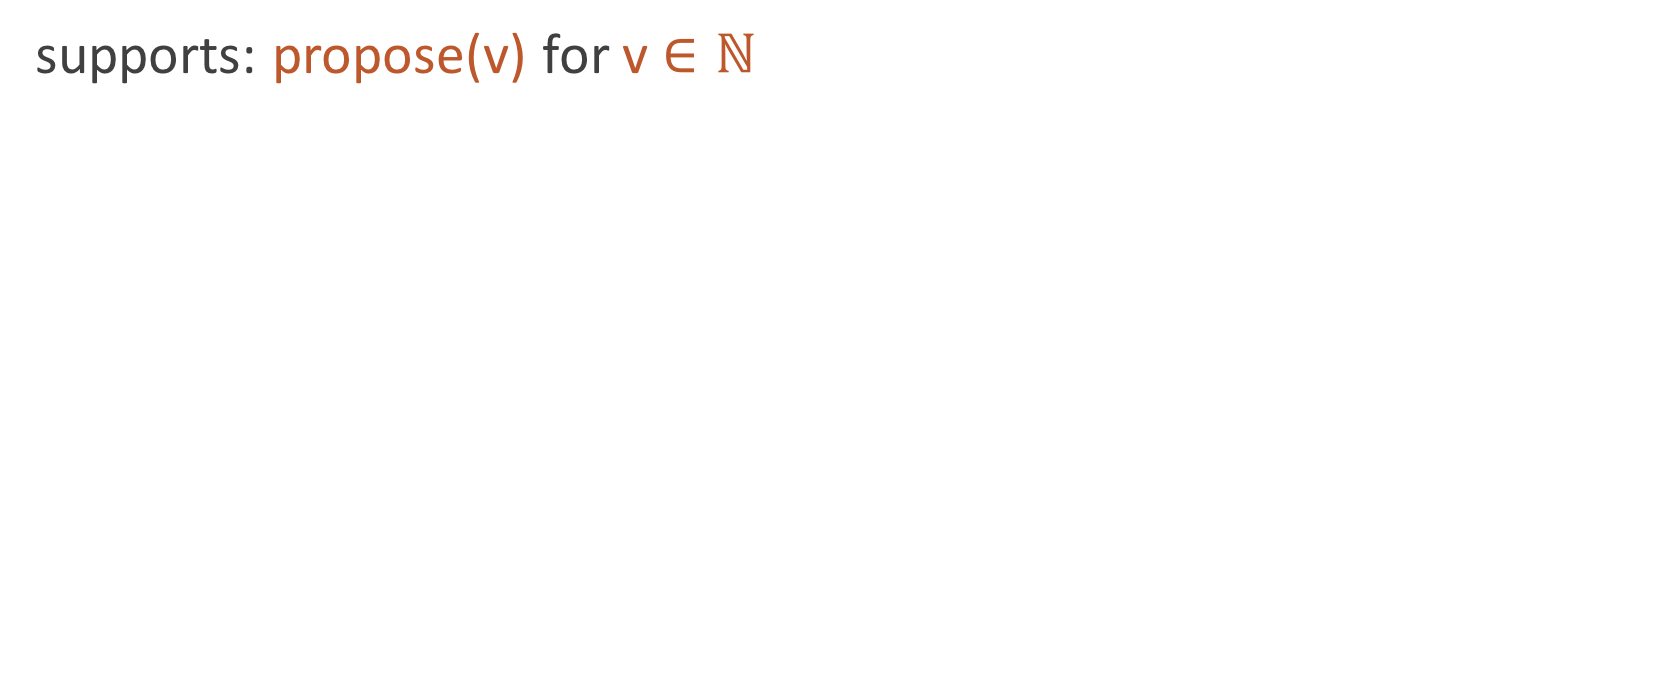 supports: propose(v) for v ∈ ℕ